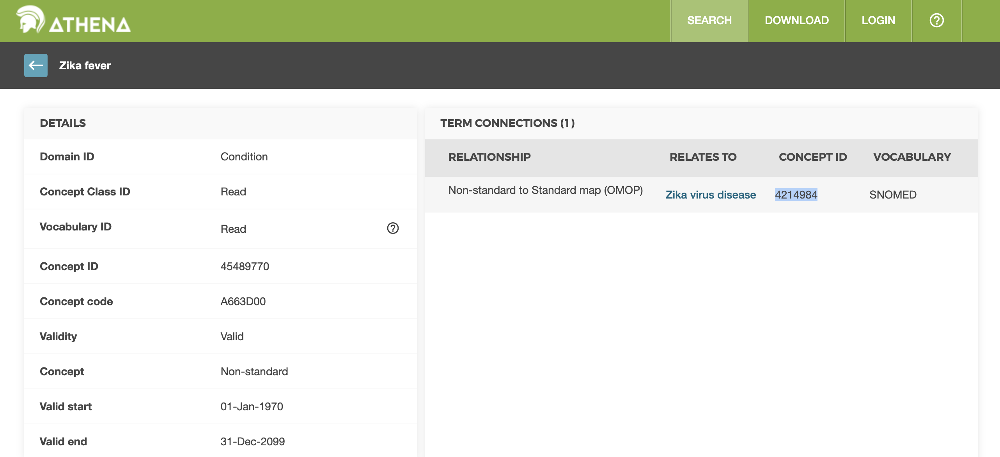 ATHENA
SEARCH
DOWNLOAD
LOGIN
?
Zika fever
DETAILS
Domain ID Condition
Concept Class ID Read
Vocabulary ID Read ?
Concept ID 45489770
Concept code A663D00
Validity Valid
Concept Non-standard
Valid start 01-Jan-1970
Valid end 31-Dec-2099
TERM CONNECTIONS (1)
RELATIONSHIP RELATES TO CONCEPT ID VOCABULARY
Non-standard to Standard map (OMOP) Zika virus disease 4214984 SNOMED